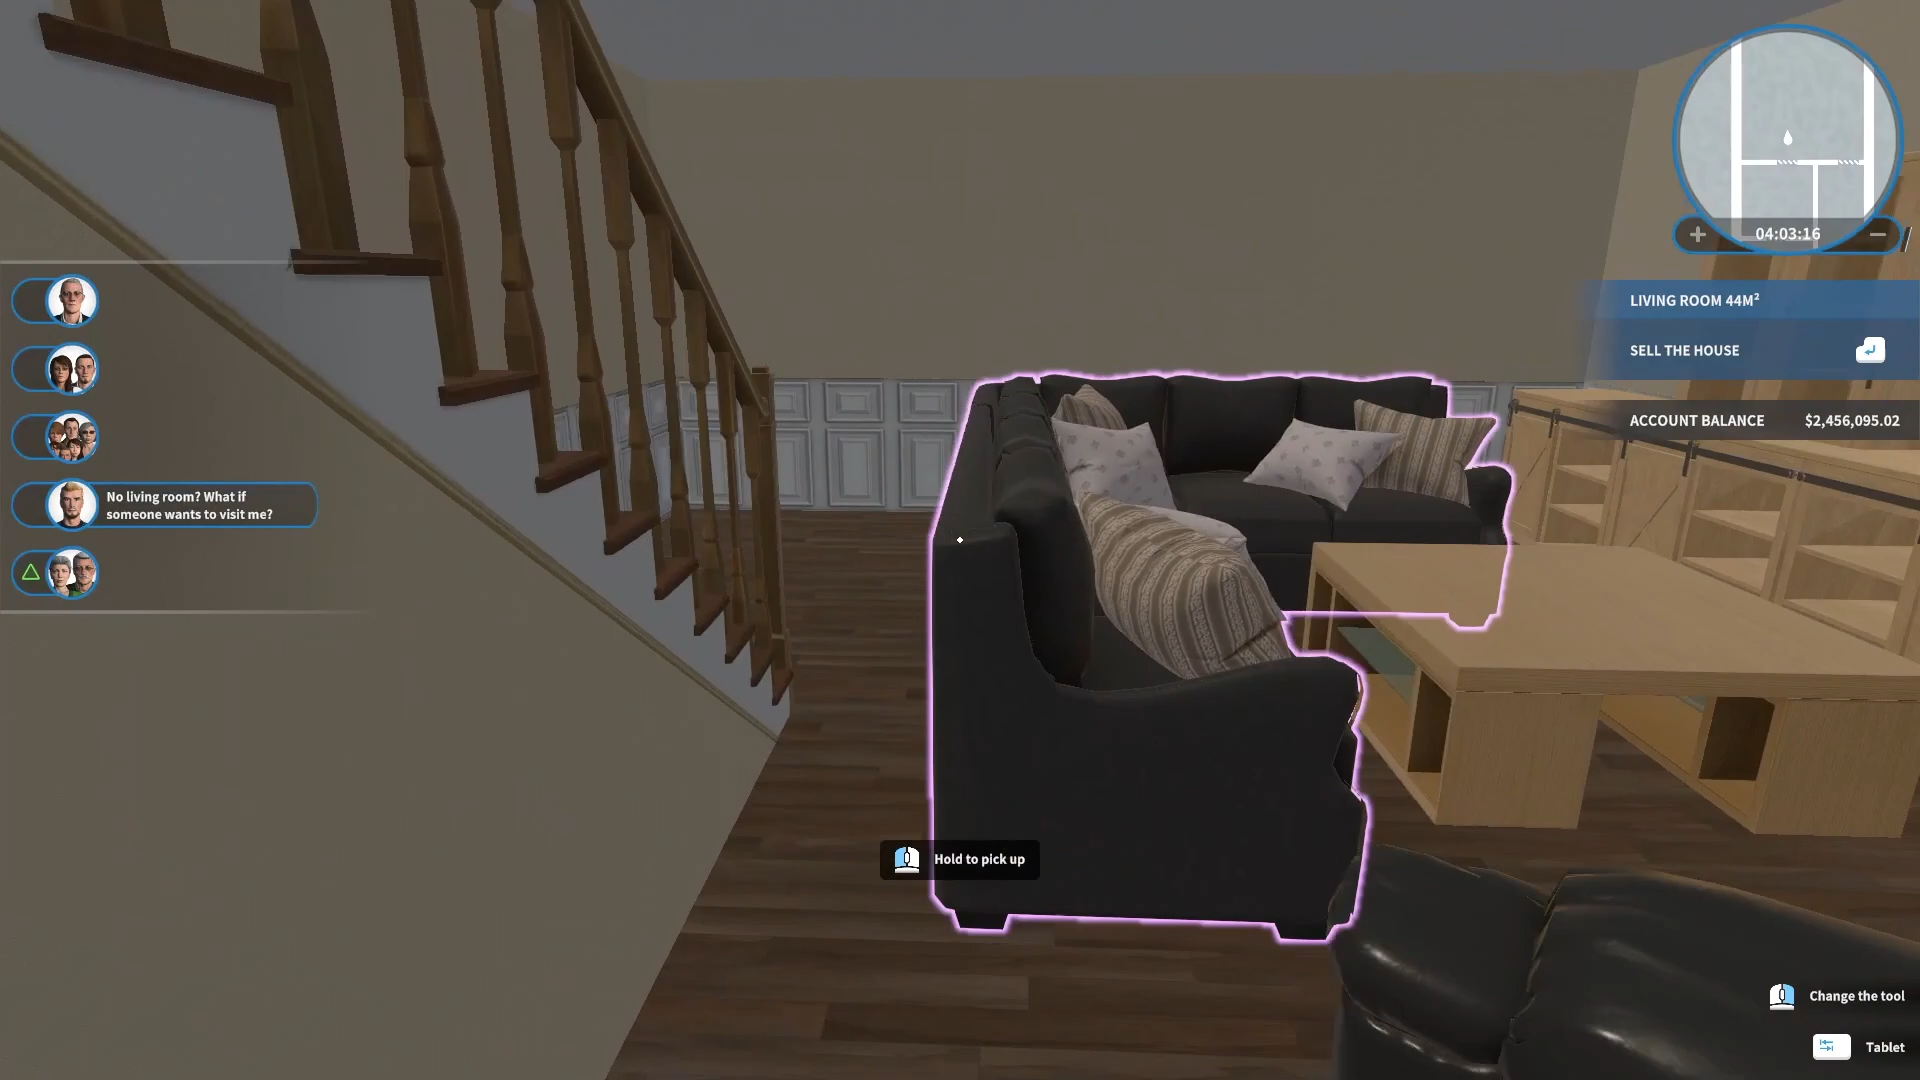 04:03:16
LIVING ROOM 44M²
SELL THE HOUSE
ACCOUNT BALANCE $2,456,095.02
No living room? What if
someone wants to visit me?
Hold to pick up
Change the tool
Tablet